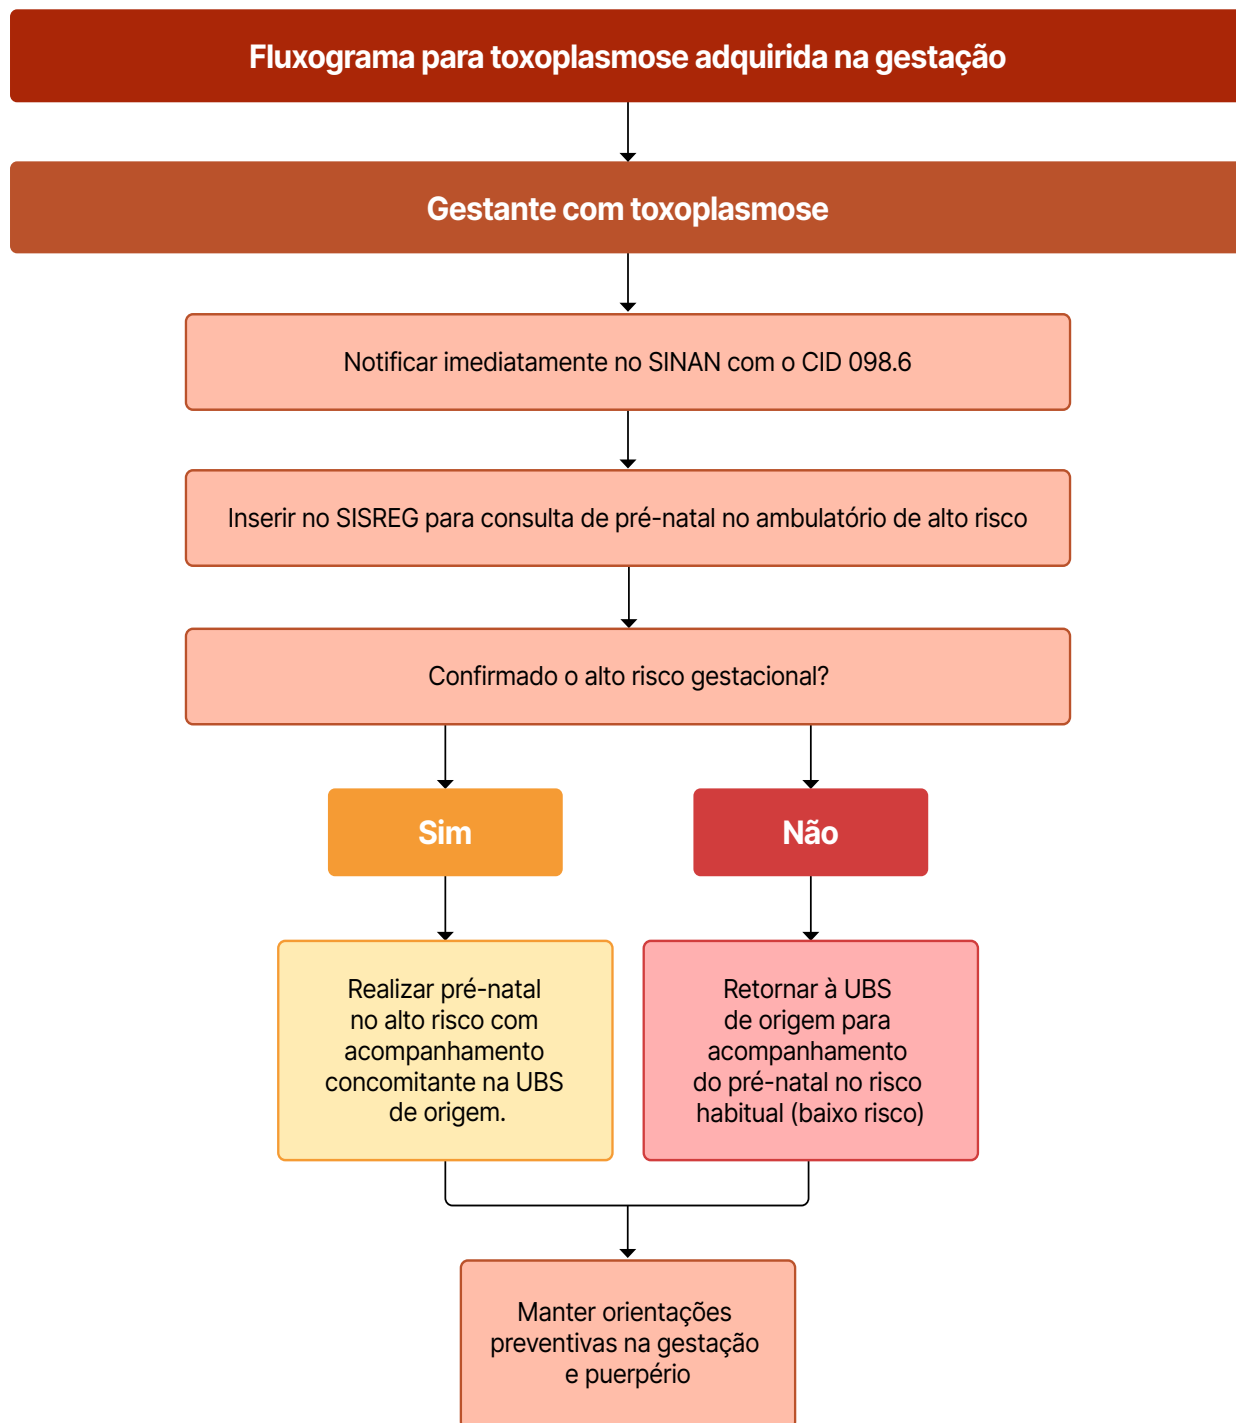 Fluxograma para toxoplasmose adquirida na gestação
Gestante com toxoplasmose
Notificar imediatamente no SINAN com o CID 098.6
Inserir no SISREG para consulta de pré-natal no ambulatório de alto risco
Confirmado o alto risco gestacional?
Sim
Não
Realizar pré-natal
no alto risco com
acompanhamento
concomitante na UBS
de origem.
Retornar à UBS
de origem para
acompanhamento
do pré-natal no risco
habitual (baixo risco)
Manter orientações
preventivas na gestação
e puerpério